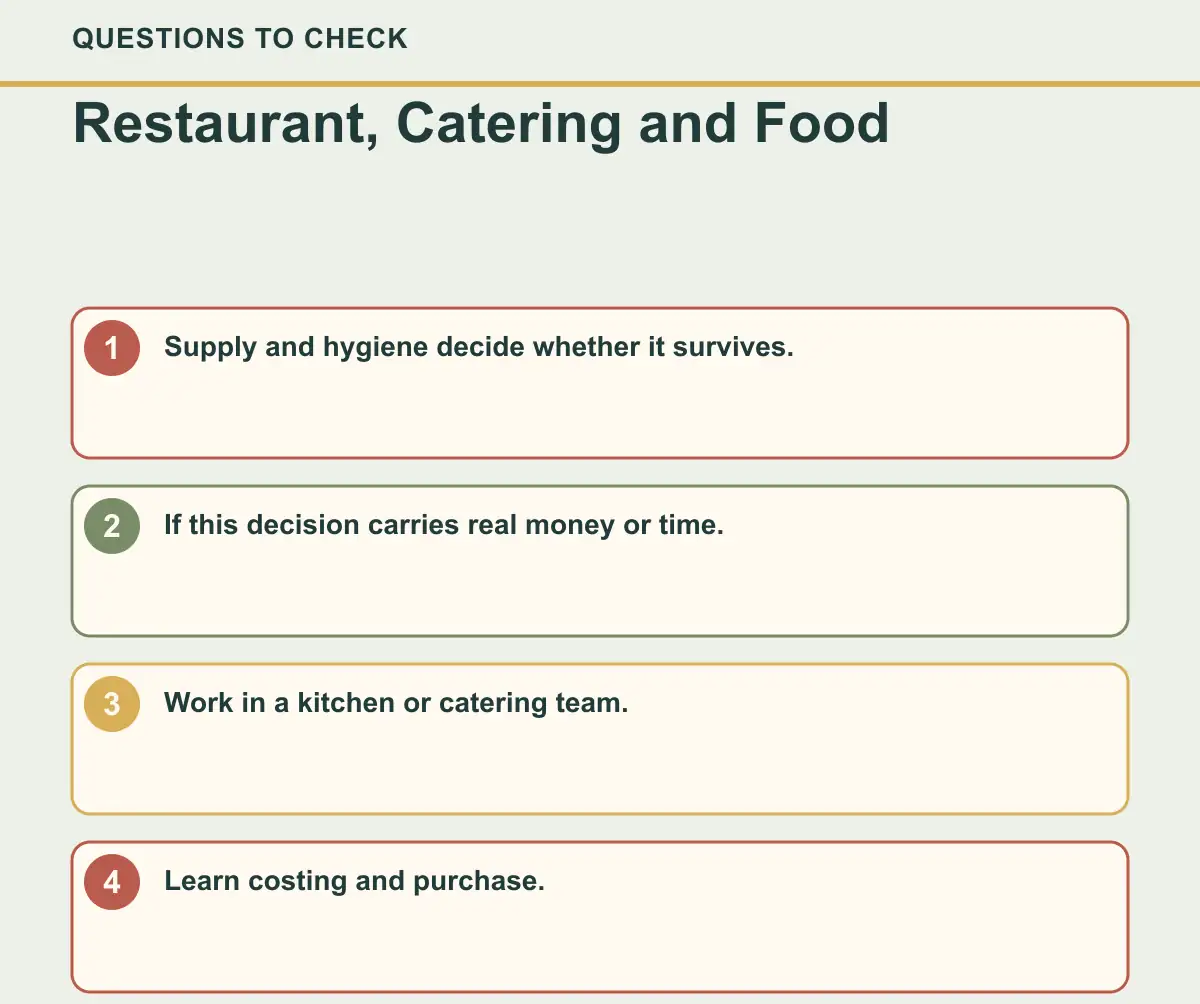 QUESTIONS TO CHECK
Restaurant, Catering and Food
1
Supply and hygiene decide whether it survives.
2
If this decision carries real money or time.
3
Work in a kitchen or catering team.
4
Learn costing and purchase.